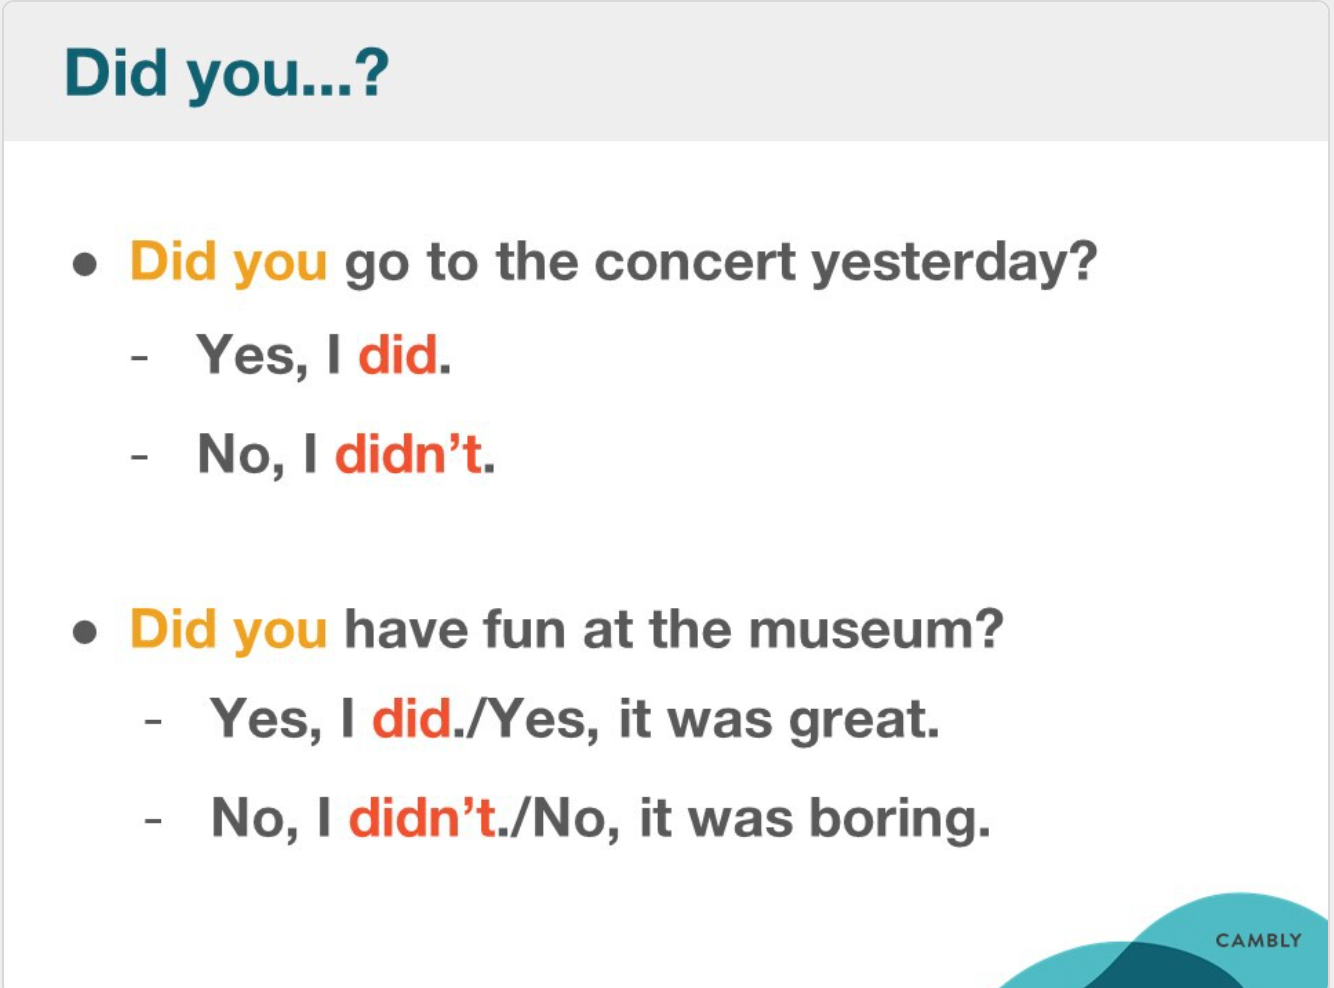 Did you...?
● Did you go to the concert yesterday?
- Yes, I did.
- No, I didn’t.
● Did you have fun at the museum?
- Yes, I did./Yes, it was great.
- No, I didn’t./No, it was boring.
CAMBLY